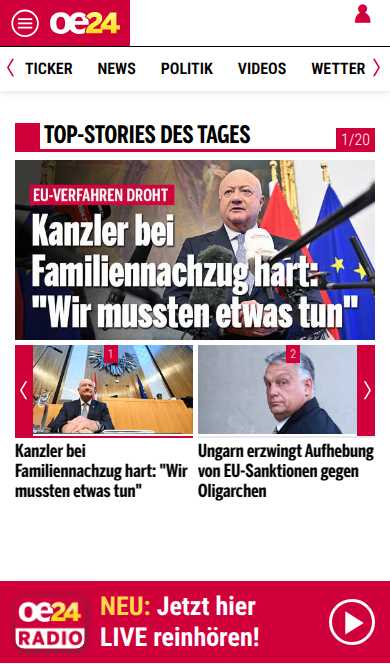 oe24
TICKER NEWS POLITIK VIDEOS WETTER
TOP-STORIES DES TAGES
1/20
EU-VERFAHREN DROHT
Kanzler bei
Familiennachzug hart:
"Wir mussten etwas tun"
1
2
Kanzler bei
Familiennachzug hart: "Wir
mussten etwas tun"
Ungarn erzwingt Aufhebung
von EU-Sanktionen gegen
Oligarchen
oe24
RADIO
NEU: Jetzt hier
LIVE reinhören!